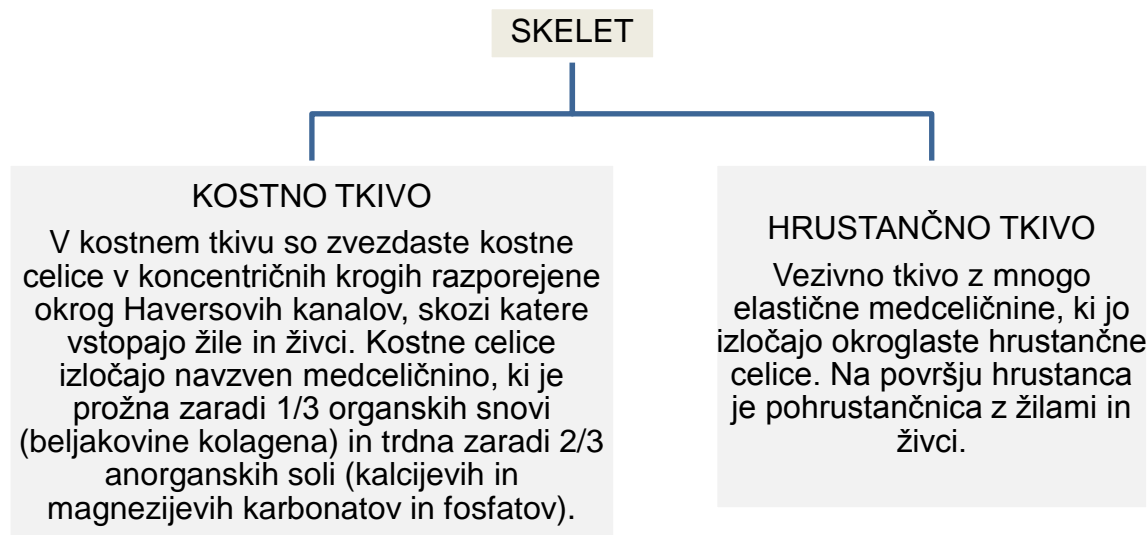 SKELET
KOSTNO TKIVO
V kostnem tkivu so zvezdaste kostne
celice v koncentričnih krogih razporejene
okrog Haversovih kanalov, skozi katere
vstopajo žile in živci. Kostne celice
izločajo navzven medceličnino, ki je
prožna zaradi 1/3 organskih snovi
(beljakovine kolagena) in trdna zaradi 2/3
anorganskih soli (kalcijevih in
magnezijevih karbonatov in fosfatov).
HRUSTANČNO TKIVO
Vezivno tkivo z mnogo
elastične medceličnine, ki jo
izločajo okroglaste hrustančne
celice. Na površju hrustanca
je pohrustančnica z žilami in
živci.